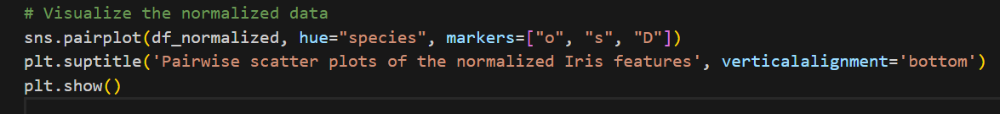 # Visualize the normalized data
sns.pairplot(df_normalized, hue="species", markers=["o", "s", "D"])
plt.suptitle('Pairwise scatter plots of the normalized Iris features', verticalalignment='bottom')
plt.show()